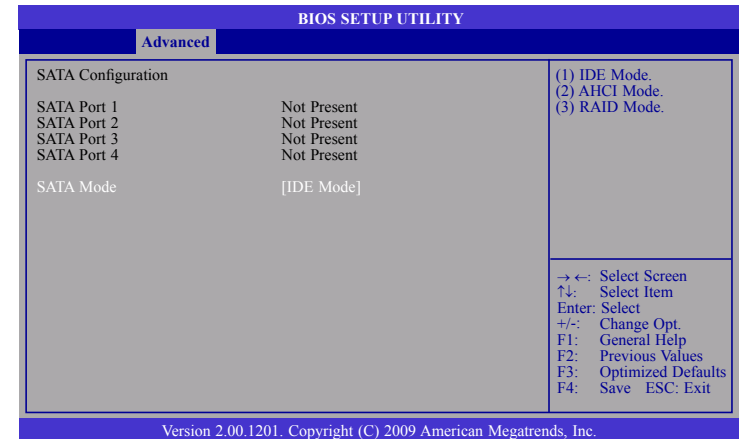 BIOS SETUP UTILITY
Advanced
SATA Configuration
SATA Port 1 Not Present
SATA Port 2 Not Present
SATA Port 3 Not Present
SATA Port 4 Not Present
SATA Mode [IDE Mode]
(1) IDE Mode.
(2) AHCI Mode.
(3) RAID Mode.
→ ←: Select Screen
↑↓: Select Item
Enter: Select
+/-: Change Opt.
F1: General Help
F2: Previous Values
F3: Optimized Defaults
F4: Save ESC: Exit
Version 2.00.1201. Copyright (C) 2009 American Megatrends, Inc.